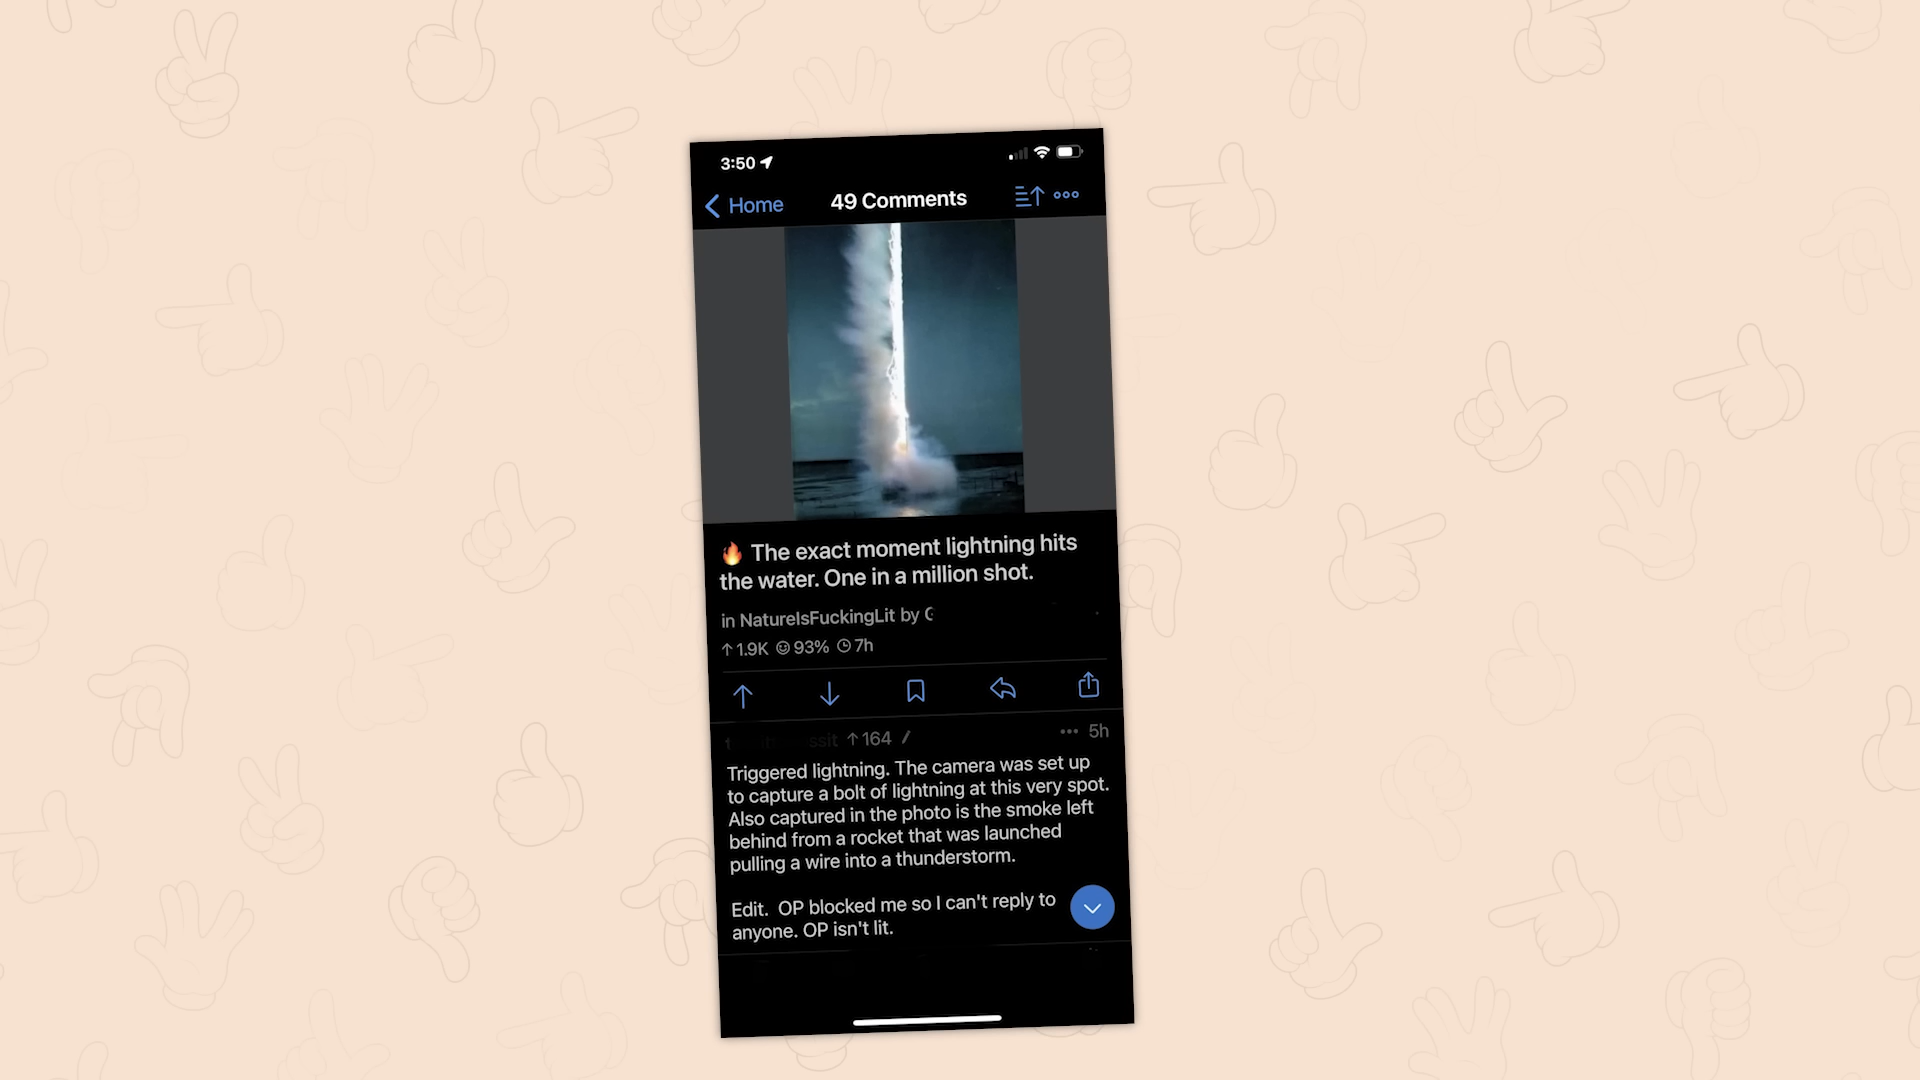 3:50
Home
49 Comments
🔥 The exact moment lightning hits
the water. One in a million shot.
in NatureIsFuckingLit by
↑1.9K 93% 7h
↑164 5h
Triggered lightning. The camera was set up
to capture a bolt of lightning at this very spot.
Also captured in the photo is the smoke left
behind from a rocket that was launched
pulling a wire into a thunderstorm.
Edit. OP blocked me so I can't reply to
anyone. OP isn't lit.